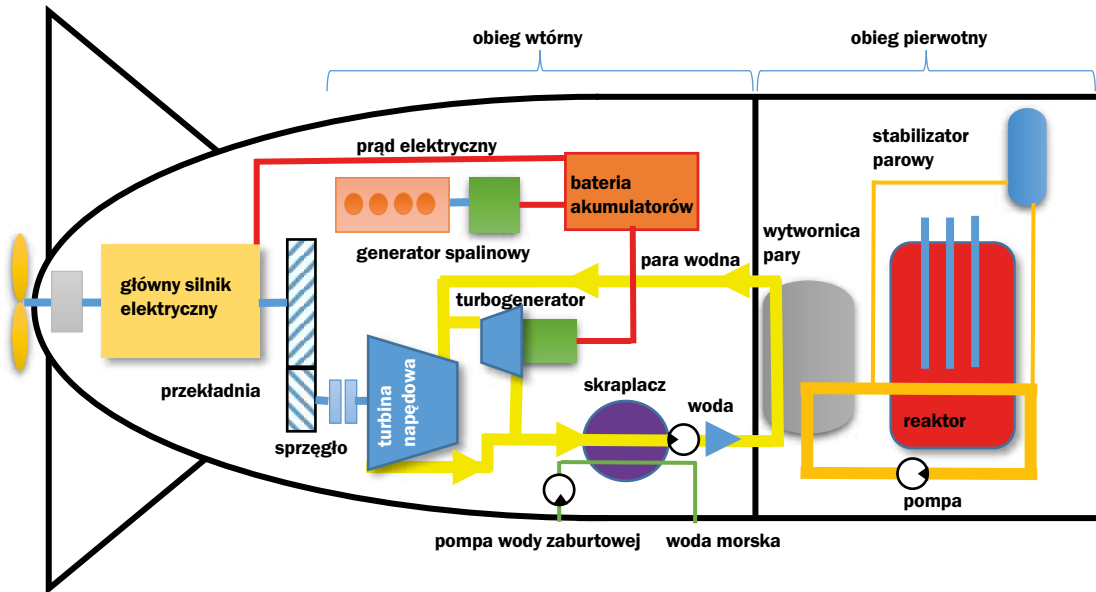 obieg wtórny
obieg pierwotny
prąd elektryczny
stabilizator
parowy
bateria
akumulatorów
generator spalinowy
wytwornica
pary
para wodna
główny silnik
elektryczny
turbogenerator
przekładnia
turbina
napędowa
skraplacz
woda
reaktor
sprzęgło
pompa
pompa wody zaburtowej
woda morska